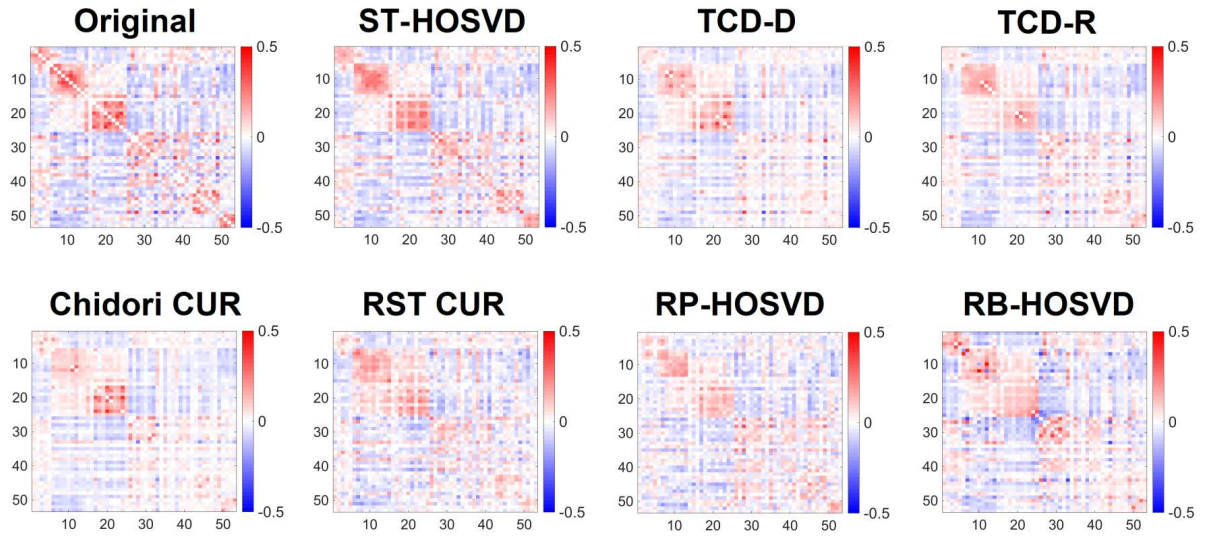 Original ST-HOSVD TCD-D TCD-R
0.5 0.5 0.5 0.5
10 10 10 10
20 20 20 20
0 0 0 0
30 30 30 30
40 40 40 40
50 50 50 50
-0.5 -0.5 -0.5 -0.5
10 20 30 40 50 10 20 30 40 50 10 20 30 40 50 10 20 30 40 50
Chidori CUR RST CUR RP-HOSVD RB-HOSVD
0.5 0.5 0.5 0.5
10 10 10 10
20 20 20 20
0 0 0 0
30 30 30 30
40 40 40 40
50 50 50 50
-0.5 -0.5 -0.5 -0.5
10 20 30 40 50 10 20 30 40 50 10 20 30 40 50 10 20 30 40 50